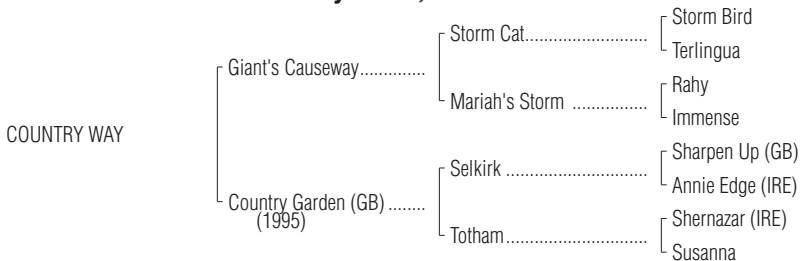 Storm Bird
Storm Cat............................
Terlingua
Giant's Causeway..............
Rahy
Mariah's Storm ................
Immense
COUNTRY WAY
Sharpen Up (GB)
Selkirk ..............................
Annie Edge (IRE)
Country Garden (GB) ........
(1995)
Shernazar (IRE)
Totham..............................
Susanna